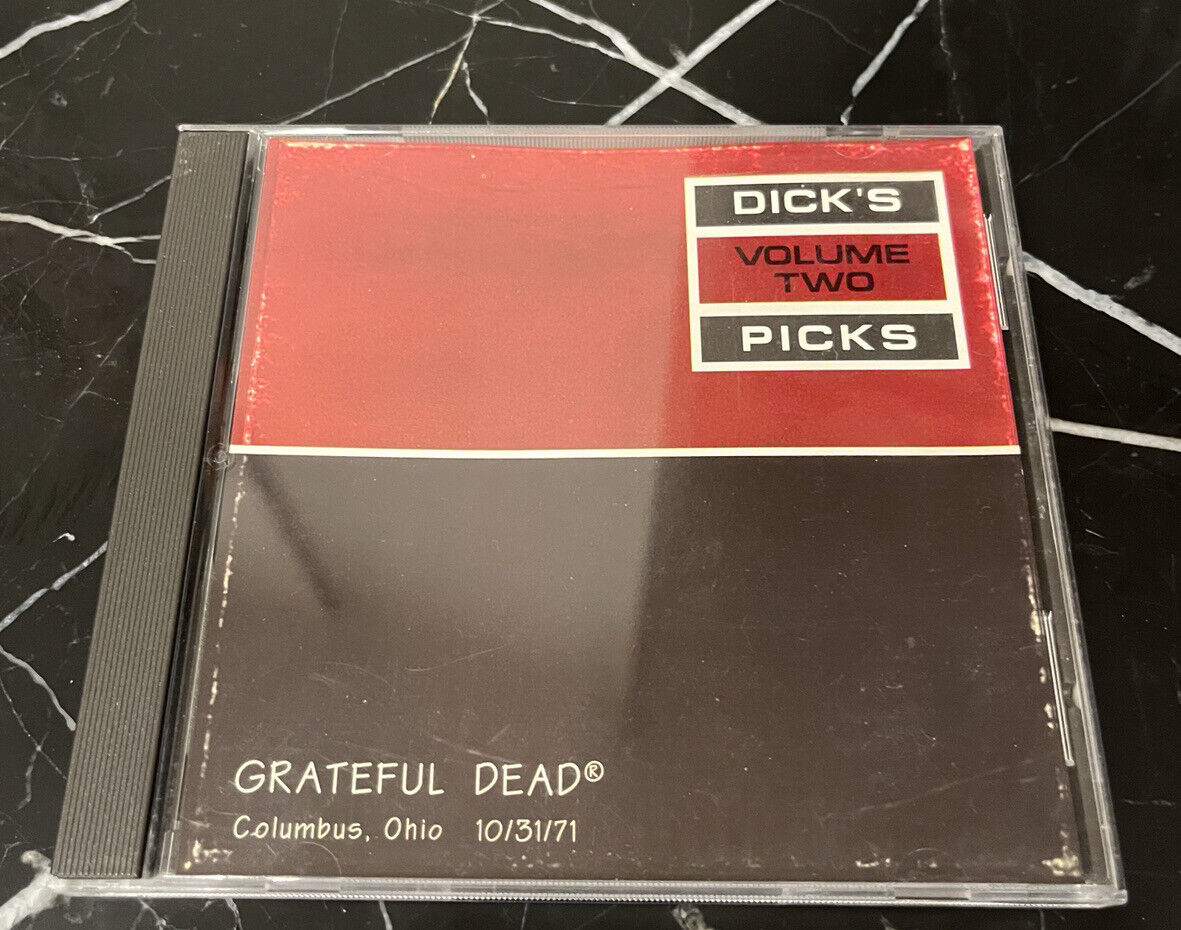 DICK'S
VOLUME
TWO
PICKS
GRATEFUL DEAD®
Columbus, Ohio 10/31/71